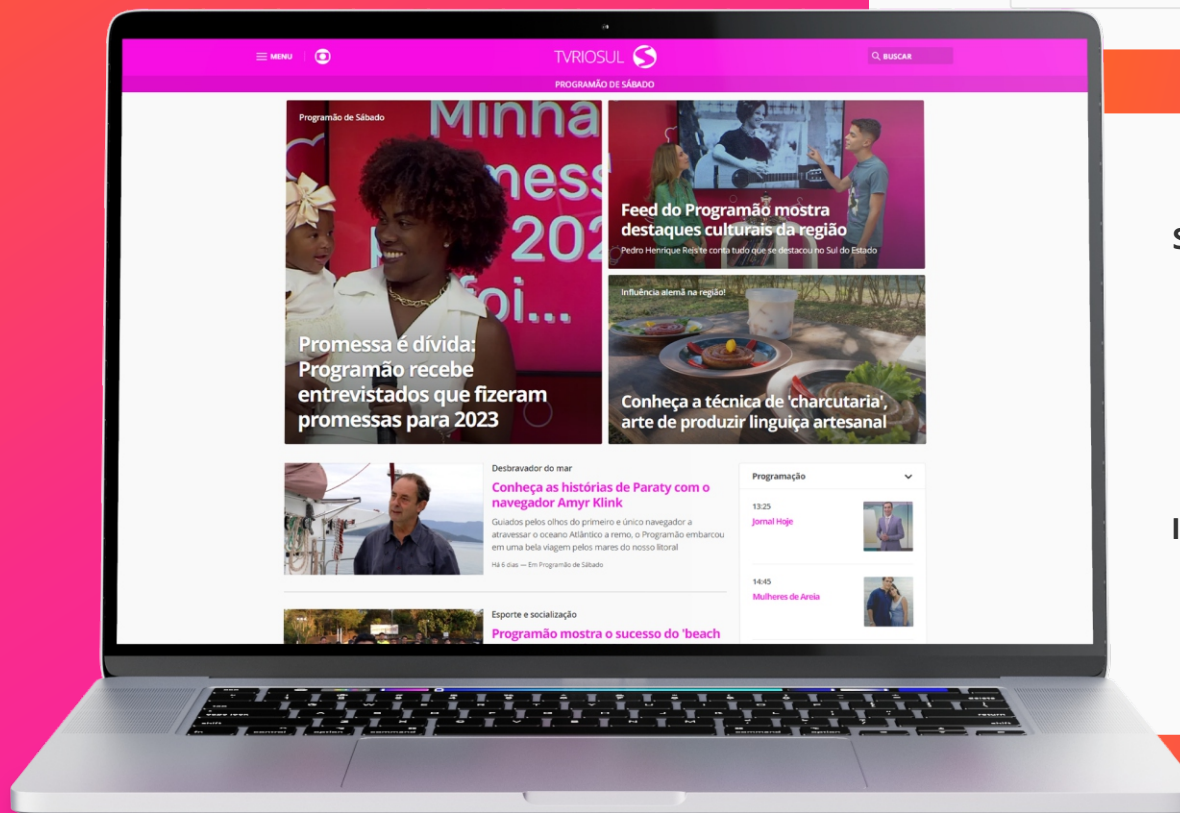 MENU
TVRIOSUL
BUSCAR
PROGRAMÃO DE SÁBADO
Programão de Sábado
Minha
2023
foi...
Promessa é dívida:
Programão recebe
entrevistados que fizeram
promessas para 2023
Feed do Programão mostra
destaques culturais da região
Pedro Henrique Reis te conta tudo que se destacou no Sul do Estado
Influência alemã na região!
Conheça a técnica de 'charcutaria',
arte de produzir linguiça artesanal
Desbravador do mar
Conheça as histórias de Paraty com o
navegador Amyr Klink
Guiados pelos olhos do primeiro e único navegador a
atravessar o oceano Atlântico a remo, o Programão embarcou
em uma bela viagem pelos mares do nosso litoral
Há 6 dias — Em Programão de Sábado
Esporte e socialização
Programão mostra o sucesso do 'beach
Programação
13:25
Jornal Hoje
14:45
Mulheres de Areia